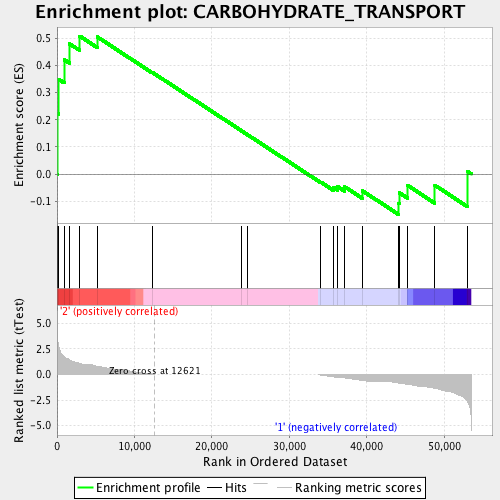 Enrichment plot: CARBOHYDRATE_TRANSPORT
Enrichment score (ES)
0.5
0.4
0.3
0.2
0.1
0.0
-0.1
'2' (positively correlated)
Ranked list metric (tTest)
5.0
2.5
0.0
-2.5
-5.0
Zero cross at 12621
'1' (negatively correlated)
0
10,000
20,000
30,000
40,000
50,000
Rank in Ordered Dataset
Enrichment profile
Hits
Ranking metric scores